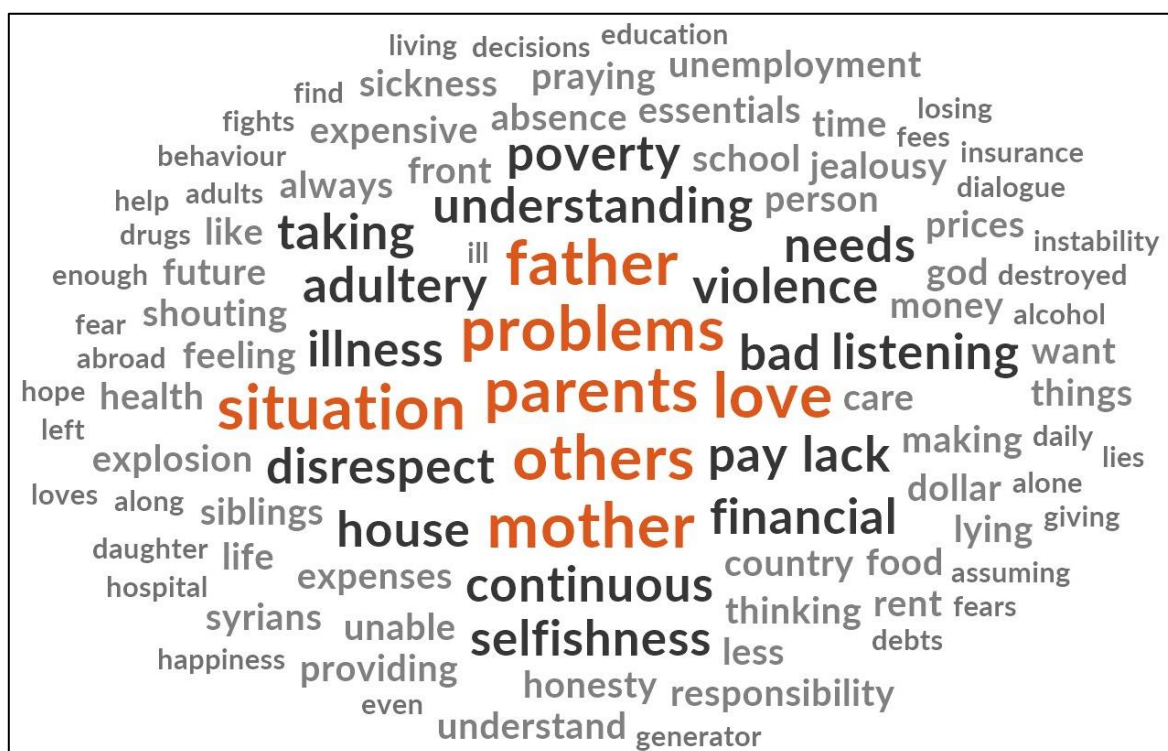 living decisions education
find sickness praying unemployment
fights expensive absence essentials time losing
behaviour front poverty school jealousy fees insurance
help adults always understanding person dialogue
drugs like taking ill father needs prices instability
enough future adultery violence god destroyed
fear shouting problems money alcohol
abroad feeling illness bad listening want
hope health situation parents love care things
left
explosion disrespect others pay lack making daily lies
loves along siblings house mother financial dollar alone
lying giving
daughter life
hospital expenses continuous country food assuming
syrians unable selfishness thinking rent fears
happiness providing less debts
even honesty responsibility
understand generator